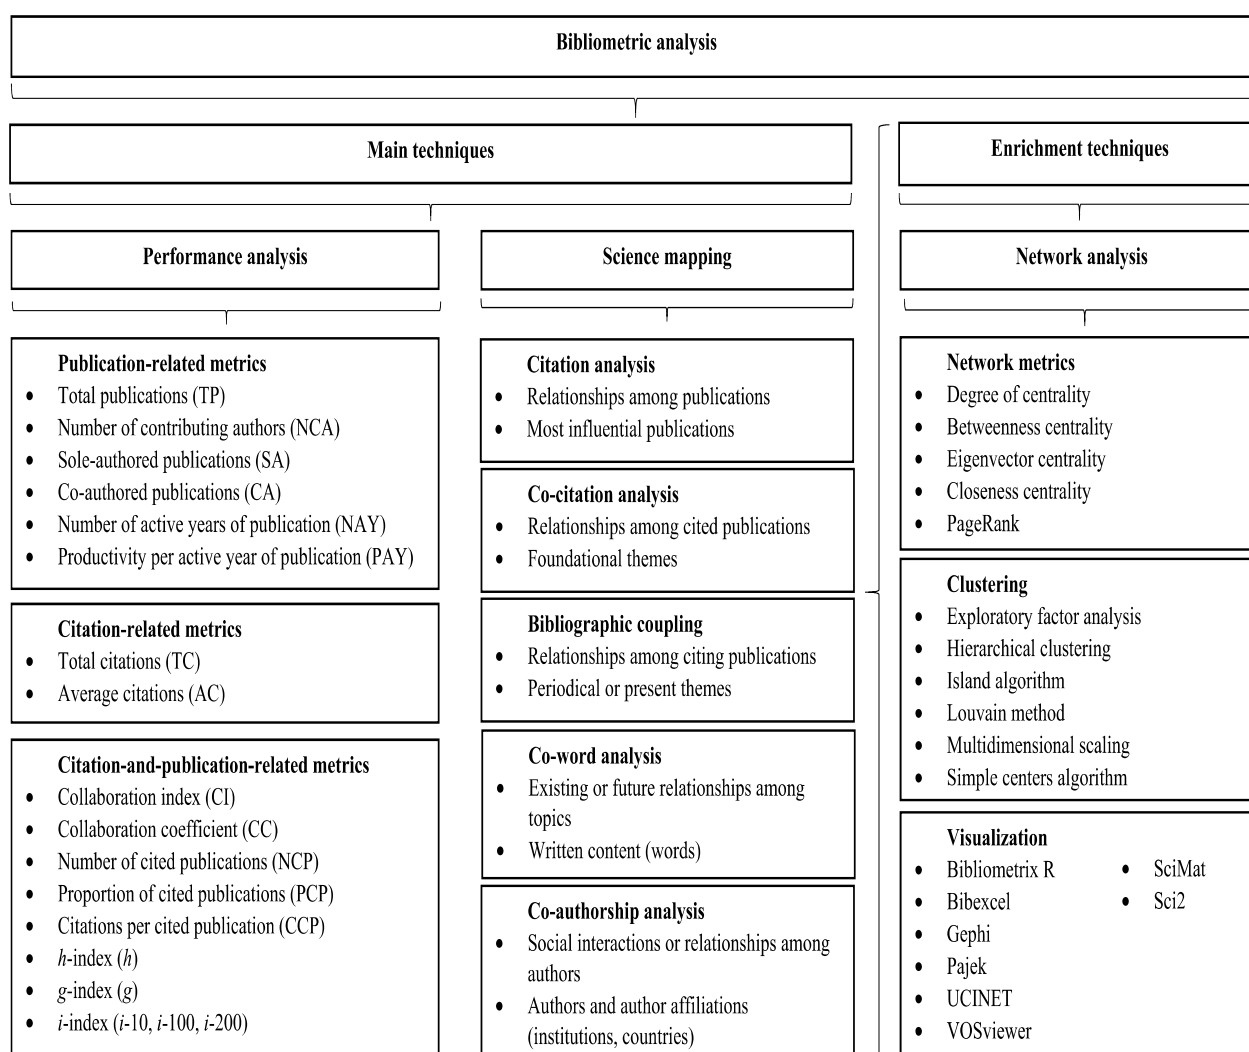 Bibliometric analysis
Main techniques
Performance analysis
Publication-related metrics
• Total publications (TP)
• Number of contributing authors (NCA)
• Sole-authored publications (SA)
• Co-authored publications (CA)
• Number of active years of publication (NAY)
• Productivity per active year of publication (PAY)
Citation-related metrics
• Total citations (TC)
• Average citations (AC)
Citation-and-publication-related metrics
• Collaboration index (CI)
• Collaboration coefficient (CC)
• Number of cited publications (NCP)
• Proportion of cited publications (PCP)
• Citations per cited publication (CCP)
• h-index (h)
• g-index (g)
• i-index (i-10, i-100, i-200)
Science mapping
Citation analysis
• Relationships among publications
• Most influential publications
Co-citation analysis
• Relationships among cited publications
• Foundational themes
Bibliographic coupling
• Relationships among citing publications
• Periodical or present themes
Co-word analysis
• Existing or future relationships among
topics
• Written content (words)
Co-authorship analysis
• Social interactions or relationships among
authors
• Authors and author affiliations
(institutions, countries)
Enrichment techniques
Network analysis
Network metrics
• Degree of centrality
• Betweenness centrality
• Eigenvector centrality
• Closeness centrality
• PageRank
Clustering
• Exploratory factor analysis
• Hierarchical clustering
• Island algorithm
• Louvain method
• Multidimensional scaling
• Simple centers algorithm
Visualization
• Bibliometrix R
• Bibexcel
• Gephi
• Pajek
• UCINET
• VOSviewer
• SciMat
• Sci2